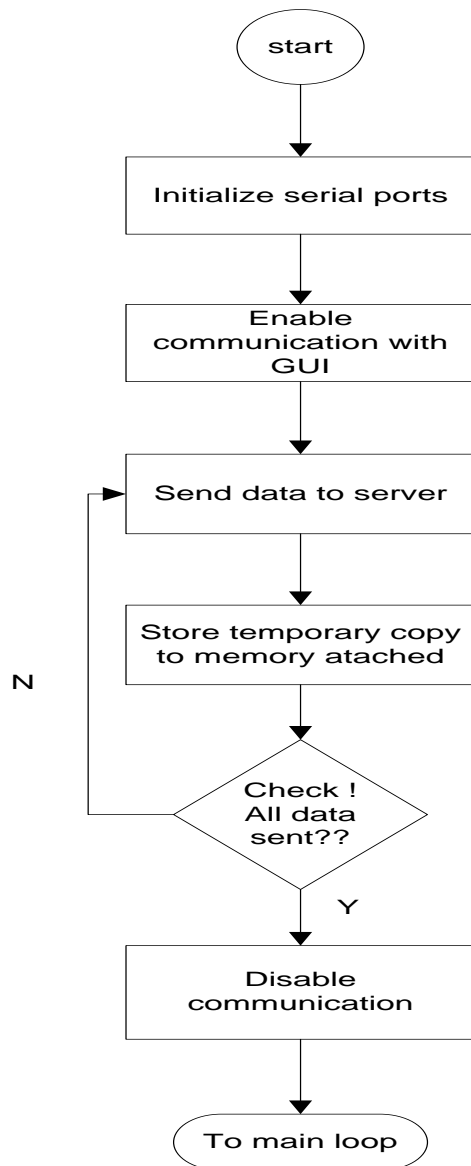 start
Initialize serial ports
Enable
communication with
GUI
Send data to server
Store temporary copy
to memory atached
N
Check !
All data
sent??
Y
Disable
communication
To main loop